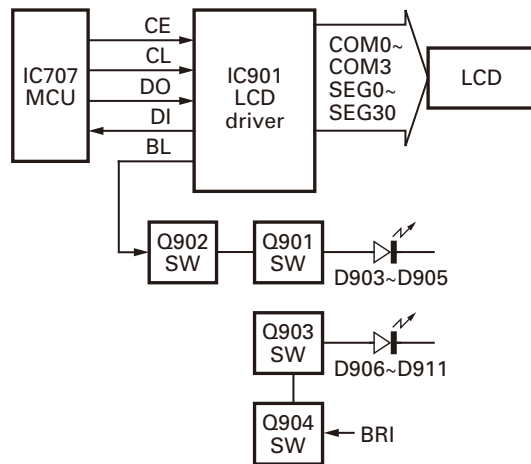 CE
CL
DO
DI
BL
IC707
MCU
IC901
LCD
driver
COM0~
COM3
SEG0~
SEG30
LCD
Q902
SW
Q901
SW
D903~D905
Q903
SW
D906~D911
Q904
SW
BRI